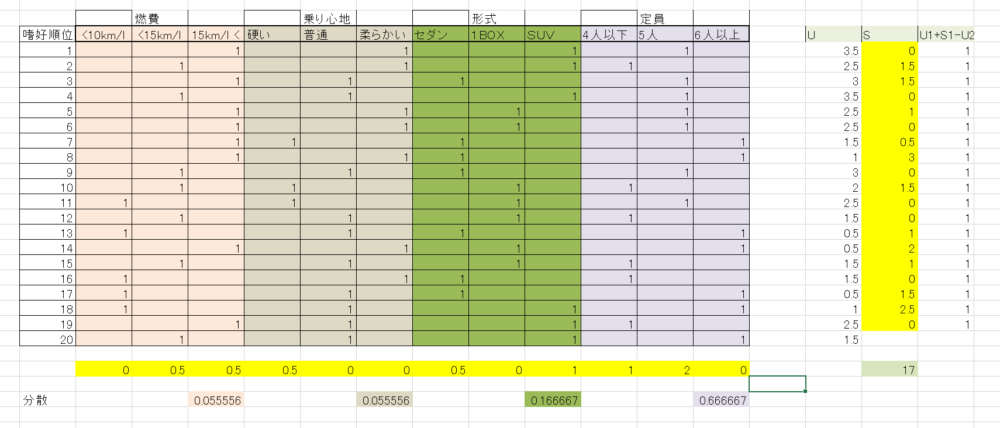 燃費 乗り心地 形式 定員
嗜好順位 <10km/l <15km/l 15km/l < 硬い 普通 柔らかい セダン 1BOX SUV 4人以下 5人 6人以上 U S U1+S1-U2
1 1 1 1 1 3.5 0 1
2 1 1 1 1 2.5 1.5 1
3 1 1 1 1 3 1.5 1
4 1 1 1 1 3.5 0 1
5 1 1 1 1 2.5 1 1
6 1 1 1 1 2.5 0 1
7 1 1 1 1 1.5 0.5 1
8 1 1 1 1 1 3 1
9 1 1 1 1 3 0 1
10 1 1 1 1 2 1.5 1
11 1 1 1 1 2.5 0 1
12 1 1 1 1 1.5 0 1
13 1 1 1 1 0.5 1 1
14 1 1 1 1 0.5 2 1
15 1 1 1 1 1.5 1 1
16 1 1 1 1 1.5 0 1
17 1 1 1 1 0.5 1.5 1
18 1 1 1 1 1 2.5 1
19 1 1 1 1 2.5 0 1
20 1 1 1 1 1.5
0 0.5 0.5 0.5 0 0 0.5 0 1 1 2 0 17
分散 0.055556 0.055556 0.166667 0.666667